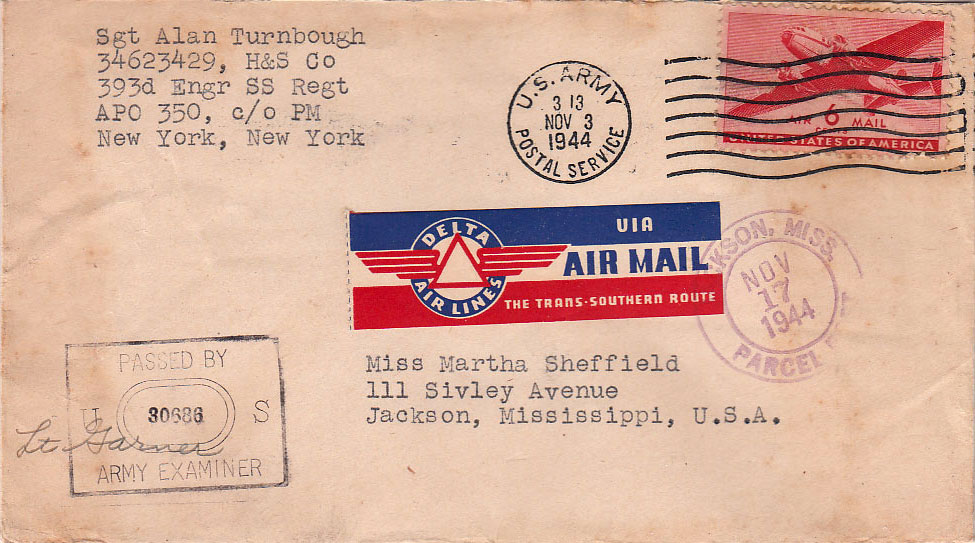 Sgt Alan Turnbough
34623429, H&S Co
393d Engr SS Regt
APO 350, c/o PM
New York, New York
U.S. ARMY
3 13
NOV 3
1944
POSTAL SERVICE
AIR 6 MAIL
CENTS
UNITED STATES OF AMERICA
DELTA
AIR LINES
VIA
AIR MAIL
THE TRANS-SOUTHERN ROUTE
KSON, MISS.
NOV
17
1944
PARCEL
Miss Martha Sheffield
111 Sivley Avenue
Jackson, Mississippi, U.S.A.
PASSED BY
U 30686 S
Lt Garner
ARMY EXAMINER